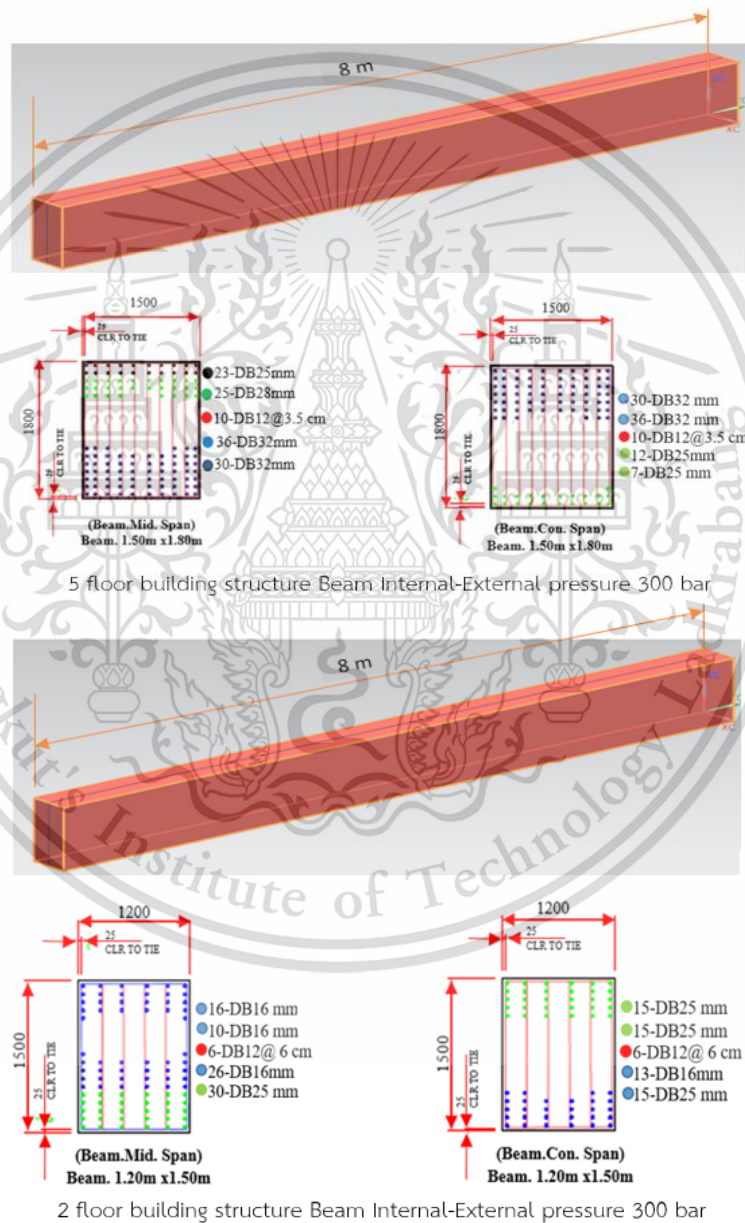 8 m
1500
25
CLR TO TIE
1800
25
CLR TO TIE
23-DB25mm
25-DB28mm
10-DB12@3.5 cm
36-DB32mm
30-DB32mm
(Beam.Mid. Span)
Beam. 1.50m x1.80m
1500
25
CLR TO TIE
1800
25
CLR TO TIE
30-DB32 mm
36-DB32 mm
10-DB12@3.5 cm
12-DB25mm
7-DB25 mm
(Beam.Con. Span)
Beam. 1.50m x1.80m
5 floor building structure Beam Internal-External pressure 300 bar
8 m
1200
25
CLR TO TIE
1500
25
CLR TO TIE
16-DB16 mm
10-DB16 mm
6-DB12@ 6 cm
26-DB16mm
30-DB25 mm
(Beam.Mid. Span)
Beam. 1.20m x1.50m
1200
25
CLR TO TIE
1500
25
CLR TO TIE
15-DB25 mm
15-DB25 mm
6-DB12@ 6 cm
13-DB16mm
15-DB25 mm
(Beam.Con. Span)
Beam. 1.20m x1.50m
2 floor building structure Beam Internal-External pressure 300 bar
kut's Institute of Technology Ladkrabang